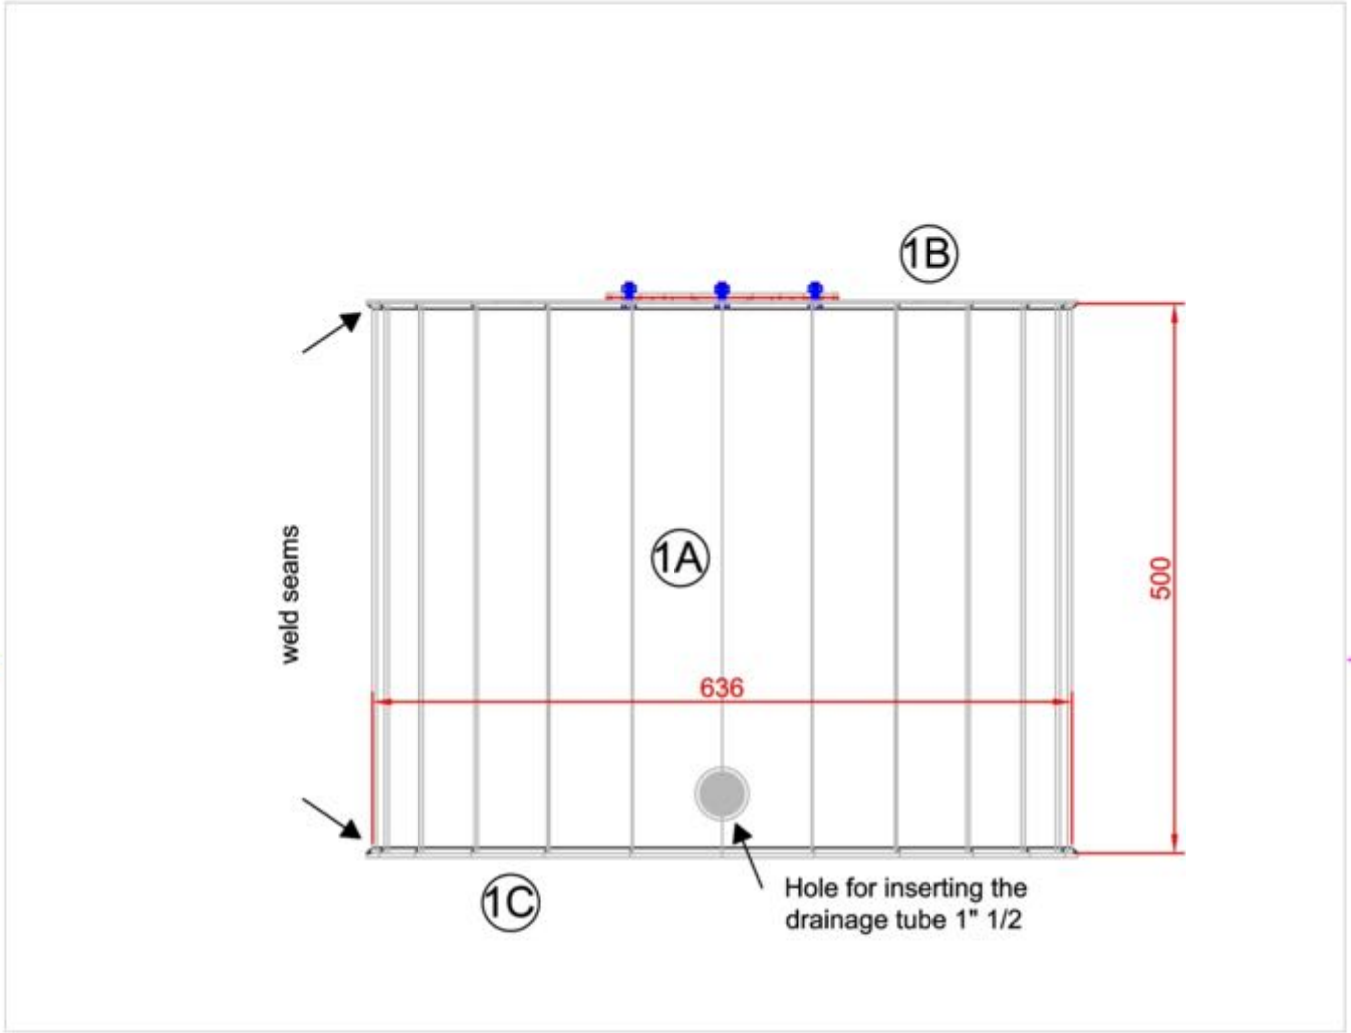 1B
weld seams
500
1A
636
1C
Hole for inserting the
drainage tube 1" 1/2